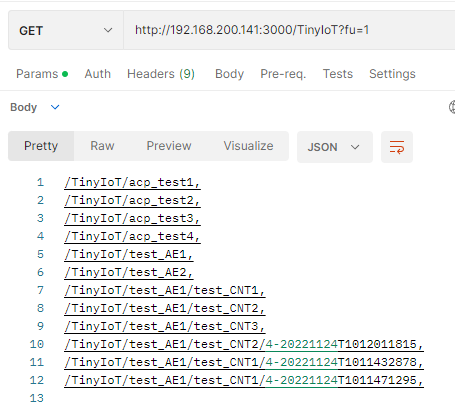 GET http://192.168.200.141:3000/TinyIoT?fu=1
Params Auth Headers (9) Body Pre-req. Tests Settings
Body
Pretty Raw Preview Visualize JSON
1 /TinyIoT/acp_test1,
2 /TinyIoT/acp_test2,
3 /TinyIoT/acp_test3,
4 /TinyIoT/acp_test4,
5 /TinyIoT/test_AE1,
6 /TinyIoT/test_AE2,
7 /TinyIoT/test_AE1/test_CNT1,
8 /TinyIoT/test_AE1/test_CNT2,
9 /TinyIoT/test_AE1/test_CNT3,
10 /TinyIoT/test_AE1/test_CNT2/4-20221124T1012011815,
11 /TinyIoT/test_AE1/test_CNT1/4-20221124T1011432878,
12 /TinyIoT/test_AE1/test_CNT1/4-20221124T1011471295,
13